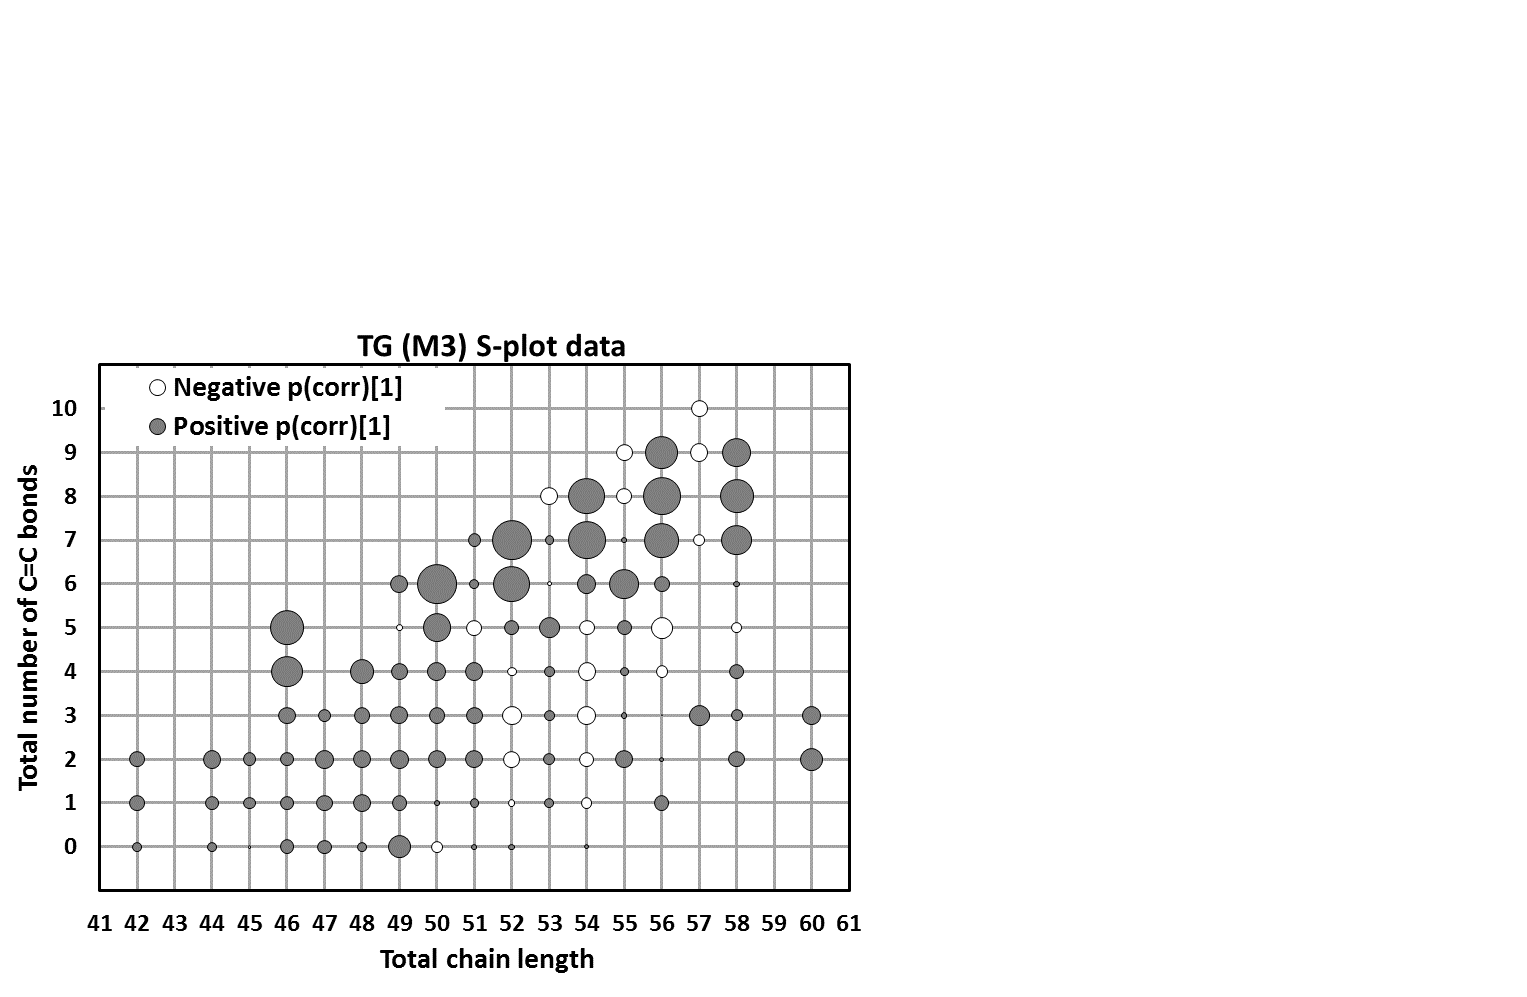 TG (M3) S-plot data
Negative p(corr)[1]
Positive p(corr)[1]
10
9
8
7
6
5
4
3
2
1
0
Total number of C=C bonds
41 42 43 44 45 46 47 48 49 50 51 52 53 54 55 56 57 58 59 60 61
Total chain length